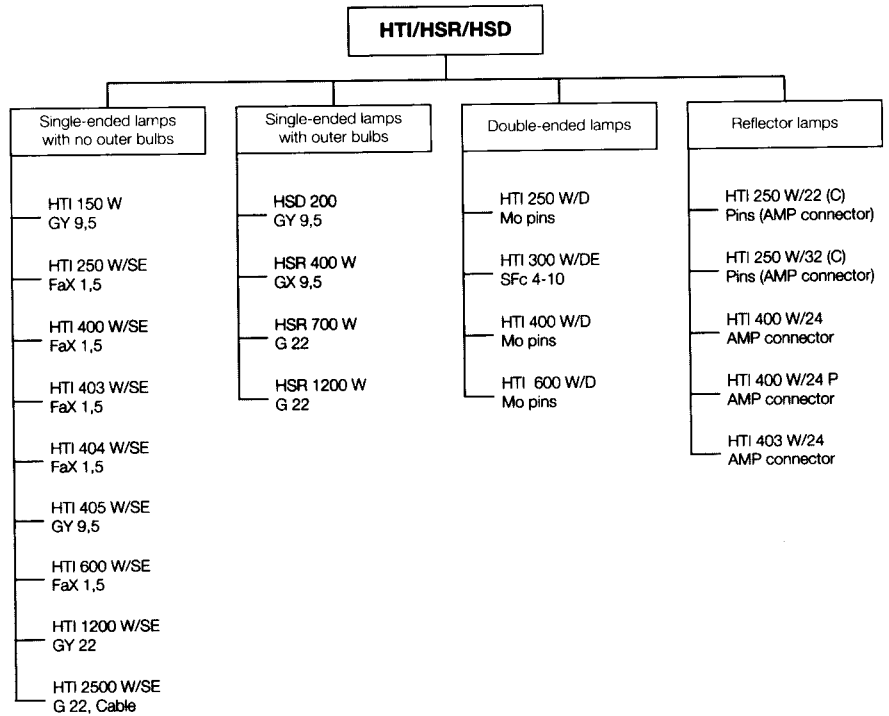 HTI/HSR/HSD
Single-ended lamps
with no outer bulbs
HTI 150 W
GY 9,5
HTI 250 W/SE
FaX 1,5
HTI 400 W/SE
FaX 1,5
HTI 403 W/SE
FaX 1,5
HTI 404 W/SE
FaX 1,5
HTI 405 W/SE
GY 9,5
HTI 600 W/SE
FaX 1,5
HTI 1200 W/SE
GY 22
HTI 2500 W/SE
G 22, Cable
Single-ended lamps
with outer bulbs
HSD 200
GY 9,5
HSR 400 W
GX 9,5
HSR 700 W
G 22
HSR 1200 W
G 22
Double-ended lamps
HTI 250 W/D
Mo pins
HTI 300 W/DE
SFc 4-10
HTI 400 W/D
Mo pins
HTI 600 W/D
Mo pins
Reflector lamps
HTI 250 W/22 (C)
Pins (AMP connector)
HTI 250 W/32 (C)
Pins (AMP connector)
HTI 400 W/24
AMP connector
HTI 400 W/24 P
AMP connector
HTI 403 W/24
AMP connector